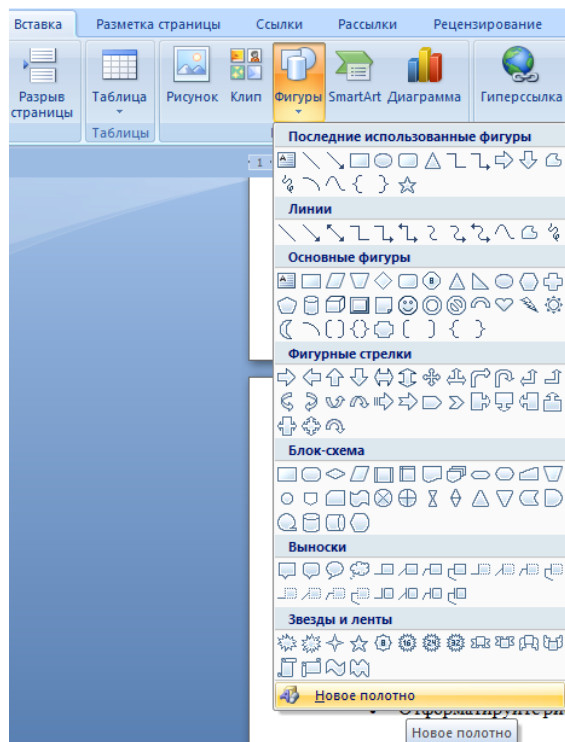 Вставка Разметка страницы Ссылки Рассылки Рецензирование
Разрыв страницы
Таблица
Рисунок Клип Фигуры SmartArt Диаграмма Гиперссылка
Таблицы
1
Последние использованные фигуры
Линии
Основные фигуры
Фигурные стрелки
Блок-схема
Выноски
Звезды и ленты
Новое полотно
Новое полотно